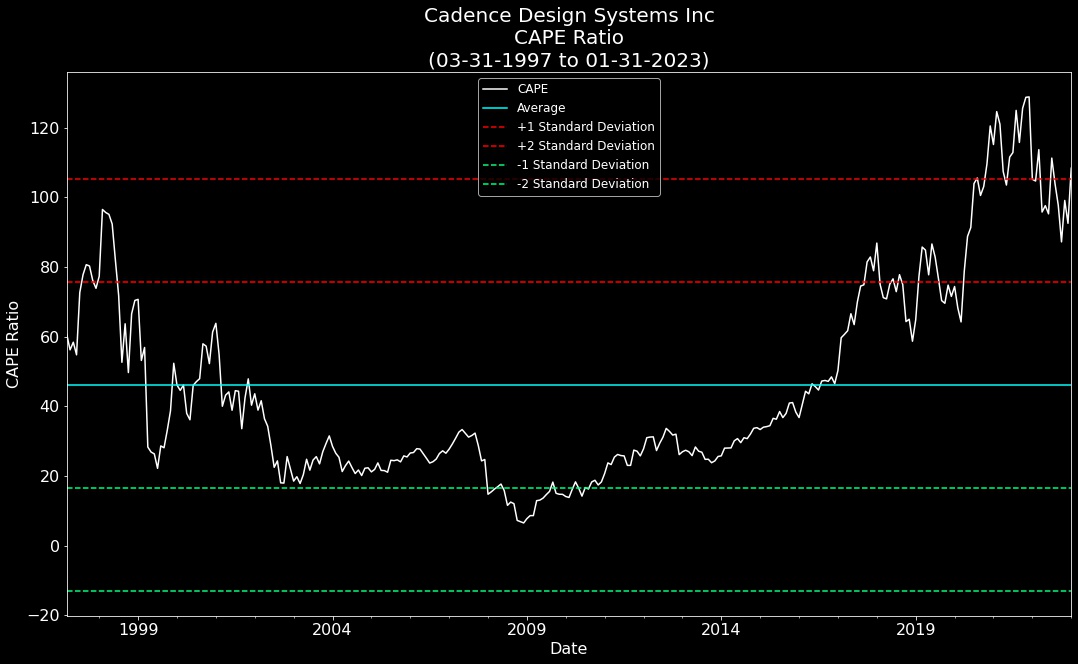 Cadence Design Systems Inc
CAPE Ratio
(03-31-1997 to 01-31-2023)
CAPE
Average
+1 Standard Deviation
+2 Standard Deviation
-1 Standard Deviation
-2 Standard Deviation
CAPE Ratio
120
100
80
60
40
20
0
−20
1999
2004
2009
2014
2019
Date